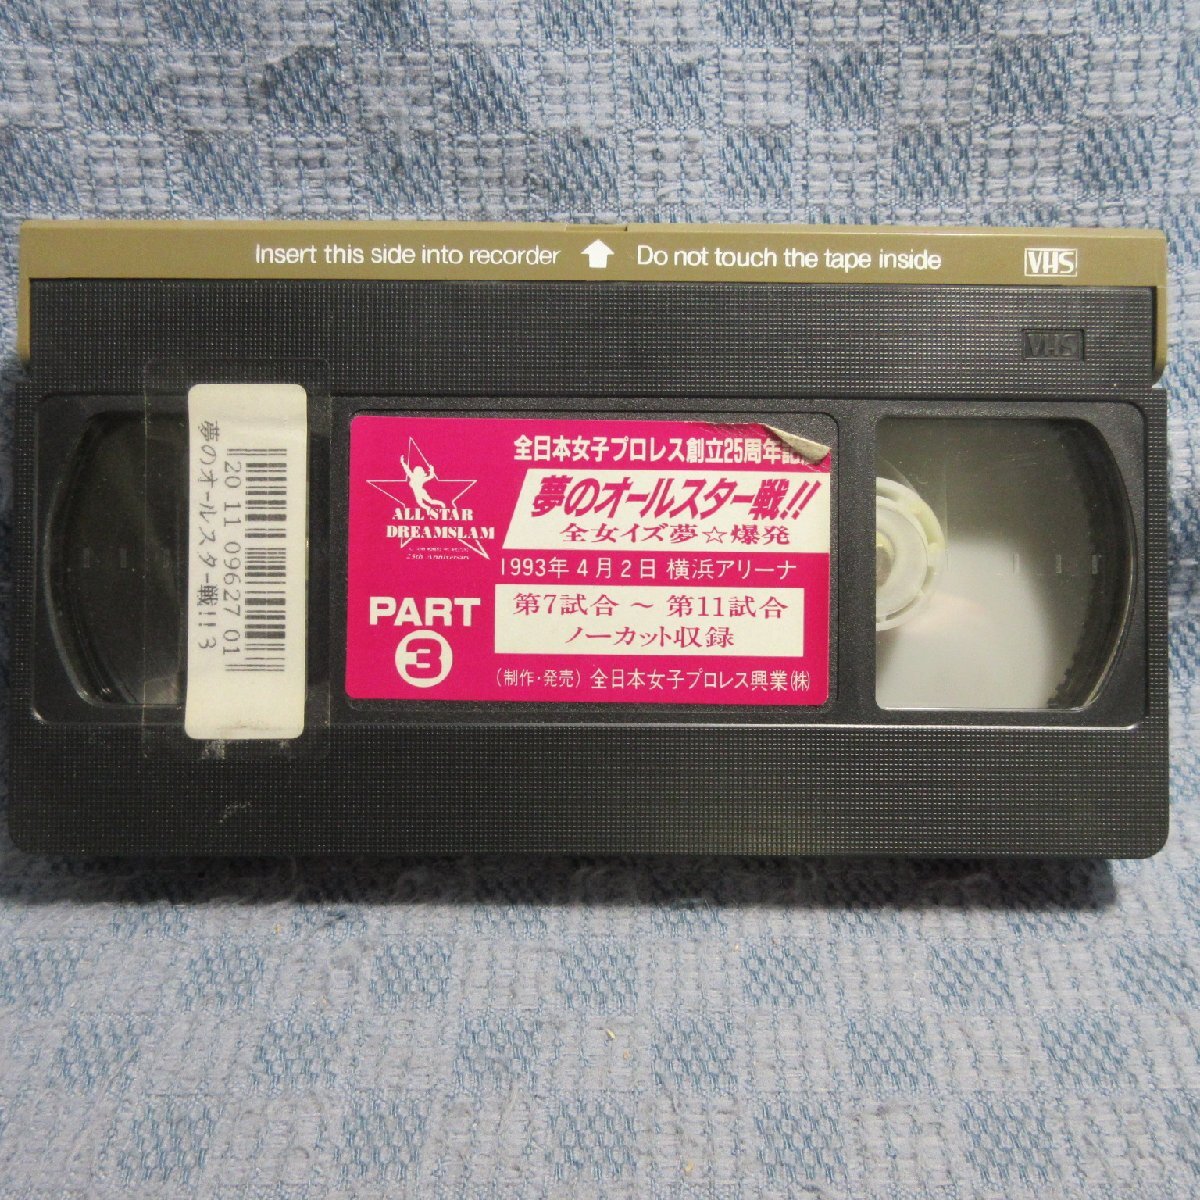 Insert this side into recorder
Do not touch the tape inside
VHS
VHS
20 11 09627 01
夢のオールスター戦!! 3
全日本女子プロレス創立25周年記
ALL STAR
DREAMSLAM
25th Anniversary
夢のオールスター戦!!
全女イズ夢☆爆発
1993年4月2日 横浜アリーナ
PART
3
第7試合 ～ 第11試合
ノーカット収録
(制作・発売) 全日本女子プロレス興業㈱